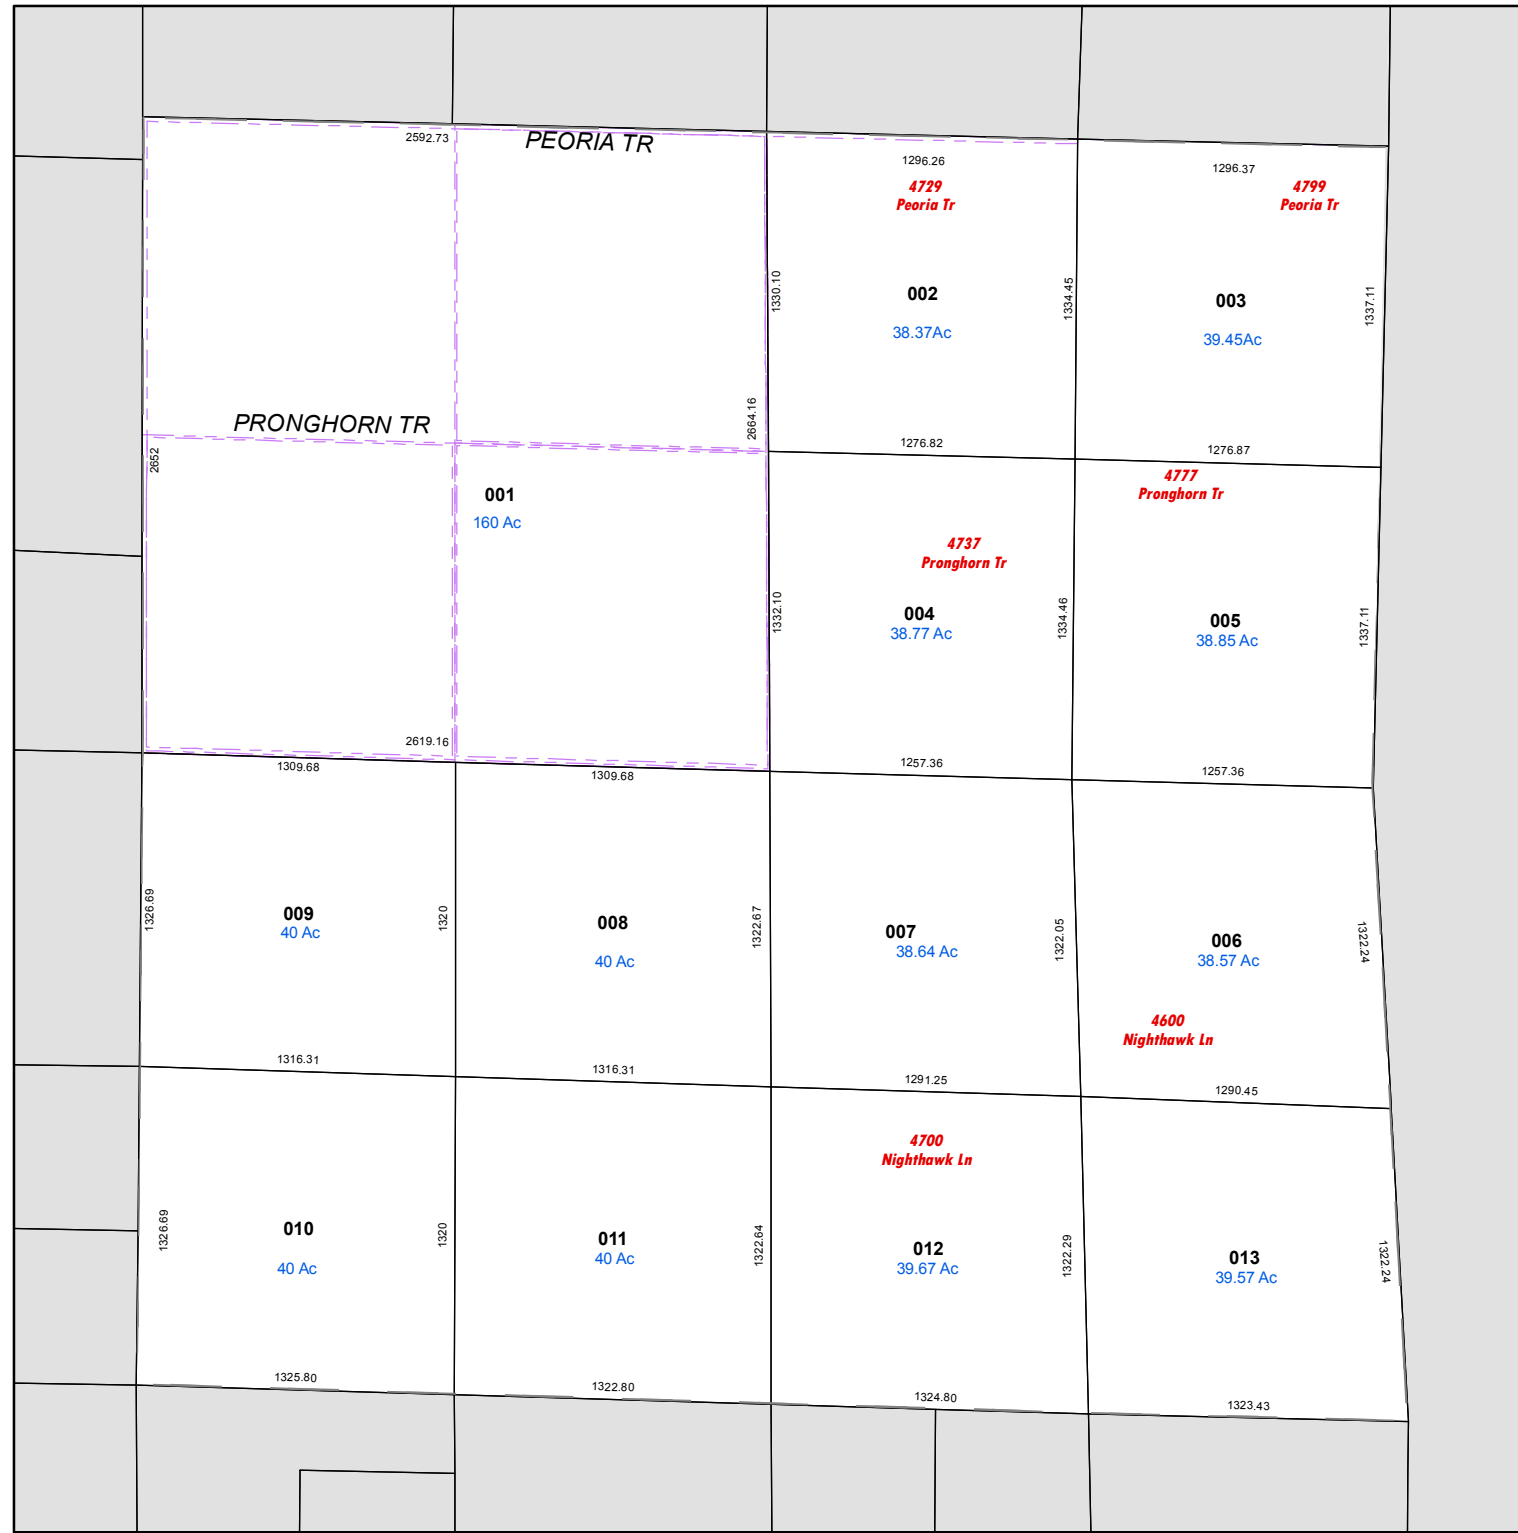 2592.73
PEORIA TR
1296.26
1296.37
4729
Peoria Tr
4799
Peoria Tr
1330.10
1334.45
1337.11
002
38.37Ac
003
39.45Ac
PRONGHORN TR
2664.16
2652
1276.82
1276.87
001
160 Ac
4777
Pronghorn Tr
4737
Pronghorn Tr
1332.10
1334.46
1337.11
004
38.77 Ac
005
38.85 Ac
2619.16
1309.68
1309.68
1257.36
1257.36
1326.69
009
40 Ac
1320
008
40 Ac
1322.67
007
38.64 Ac
1322.05
006
38.57 Ac
1322.24
4600
Nighthawk Ln
1316.31
1316.31
1291.25
1290.45
4700
Nighthawk Ln
1326.69
010
40 Ac
1320
011
40 Ac
1322.64
012
39.67 Ac
1322.29
013
39.57 Ac
1322.24
1325.80
1322.80
1324.80
1323.43